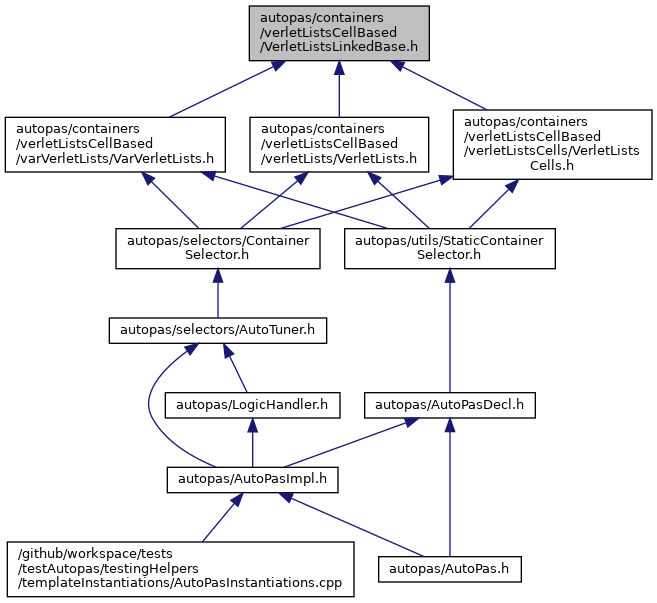 autopas/containers
/verletListsCellBased
/VerletListsLinkedBase.h
autopas/containers
/verletListsCellBased
/varVerletLists/VarVerletLists.h
autopas/containers
/verletListsCellBased
/verletLists/VerletLists.h
autopas/containers
/verletListsCellBased
/verletListsCells/VerletLists
Cells.h
autopas/selectors/Container
Selector.h
autopas/utils/StaticContainer
Selector.h
autopas/selectors/AutoTuner.h
autopas/LogicHandler.h
autopas/AutoPasDecl.h
autopas/AutoPasImpl.h
/github/workspace/tests
/testAutopas/testingHelpers
/templateInstantiations/AutoPasInstantiations.cpp
autopas/AutoPas.h